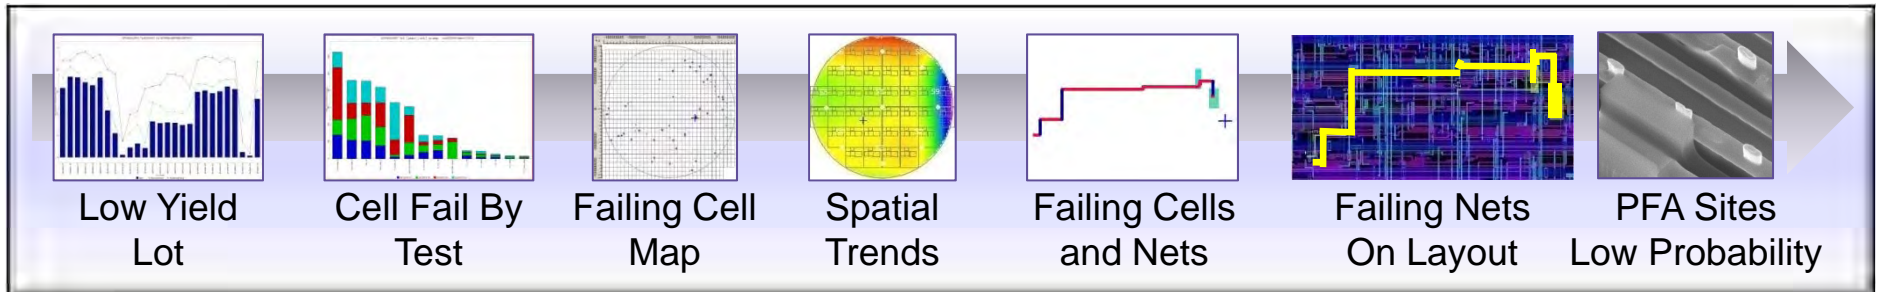 Low Yield
Lot
Cell Fail By
Test
Failing Cell
Map
Spatial
Trends
Failing Cells
and Nets
Failing Nets
On Layout
PFA Sites
Low Probability